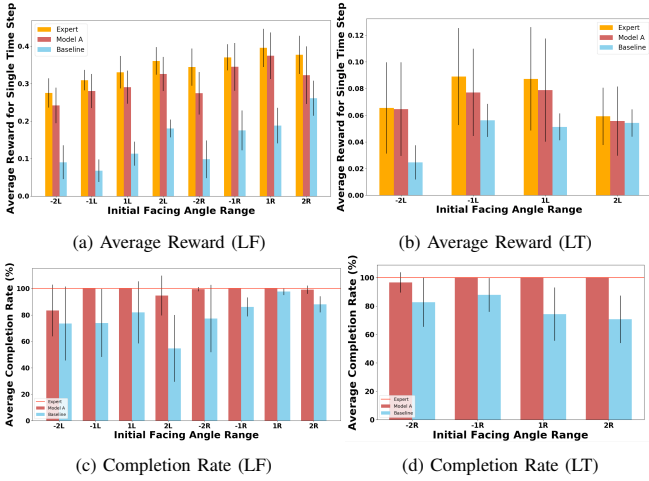 Average Reward for Single Time Step
0.4
0.3
0.2
0.1
0.0
Expert
Model A
Baseline
-2L -1L 1L 2L -2R -1R 1R 2R
Initial Facing Angle Range
(a) Average Reward (LF)
Average Reward for Single Time Step
0.12
0.10
0.08
0.06
0.04
0.02
0.00
Expert
Model A
Baseline
-2L -1L 1L 2L
Initial Facing Angle Range
(b) Average Reward (LT)
Average Completion Rate (%)
100
80
60
40
20
0
Expert
Model A
Baseline
-2L -1L 1L 2L -2R -1R 1R 2R
Initial Facing Angle Range
(c) Completion Rate (LF)
Average Completion Rate (%)
100
80
60
40
20
0
Expert
Model A
Baseline
-2R -1R 1R 2R
Initial Facing Angle Range
(d) Completion Rate (LT)